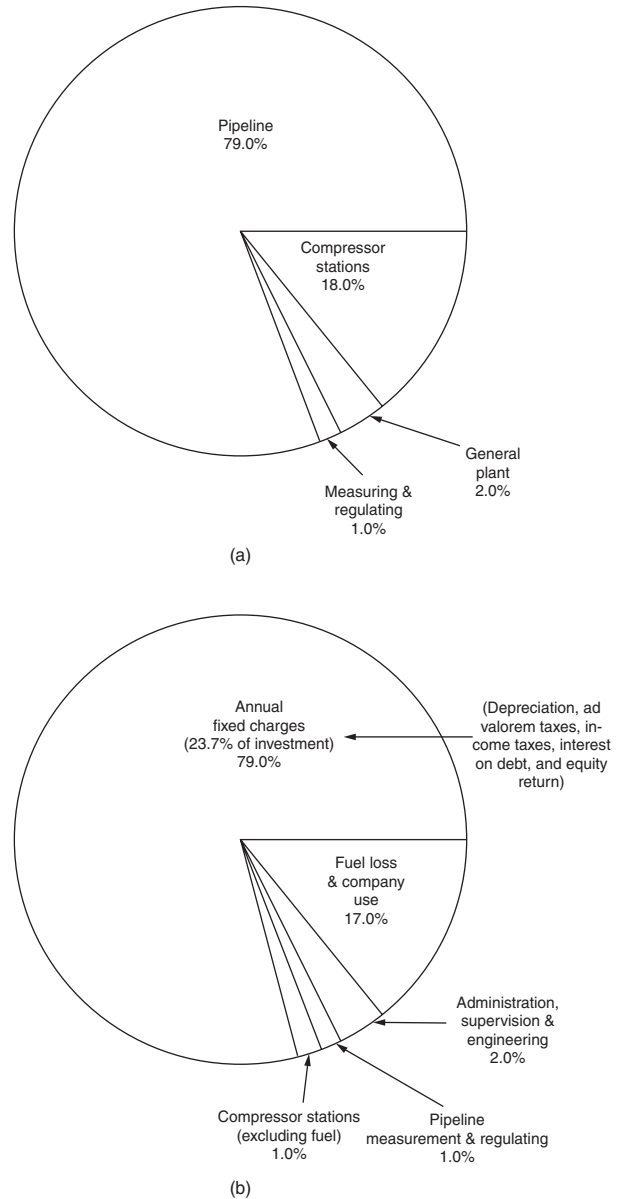 Pipeline
79.0%
Compressor
stations
18.0%
General
plant
2.0%
Measuring &
regulating
1.0%
(a)
Annual
fixed charges
(23.7% of investment)
79.0%
(Depreciation, ad
valorem taxes, in-
come taxes, interest
on debt, and equity
return)
Fuel loss
& company
use
17.0%
Administration,
supervision &
engineering
2.0%
Compressor stations
(excluding fuel)
1.0%
Pipeline
measurement & regulating
1.0%
(b)